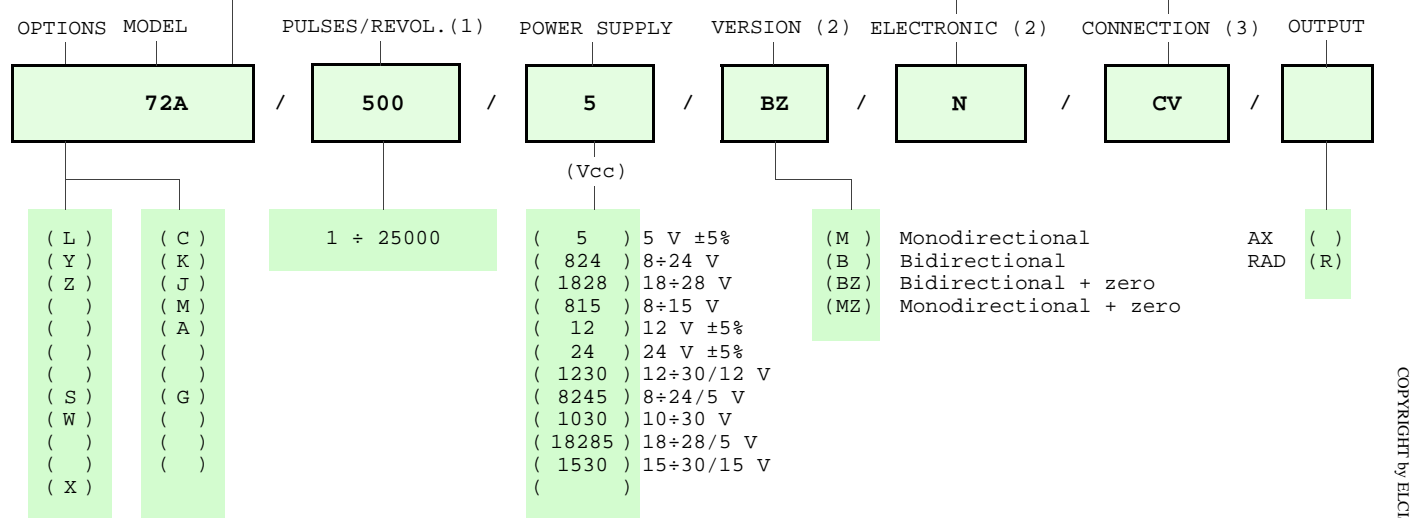 OPTIONS MODEL PULSES/REVOL.(1) POWER SUPPLY VERSION (2) ELECTRONIC (2) CONNECTION (3) OUTPUT
72A / 500 / 5 / BZ / N / CV /
(Vcc)
(L) (C) 1 ÷ 25000 ( 5 ) 5 V ±5% (M ) Monodirectional AX ( )
(Y) (K) ( 824 ) 8÷24 V (B ) Bidirectional RAD (R)
(Z) (J) ( 1828 ) 18÷28 V (BZ) Bidirectional + zero
( ) (M) ( 815 ) 8÷15 V (MZ) Monodirectional + zero
( ) (A) ( 12 ) 12 V ±5%
( ) ( ) ( 24 ) 24 V ±5%
( ) ( ) ( 1230 ) 12÷30/12 V
(S) (G) ( 8245 ) 8÷24/5 V
(W) ( ) ( 1030 ) 10÷30 V
( ) ( ) ( 18285 ) 18÷28/5 V
( ) ( ) ( 1530 ) 15÷30/15 V
(X) ( )
COPYRIGHT by ELCI